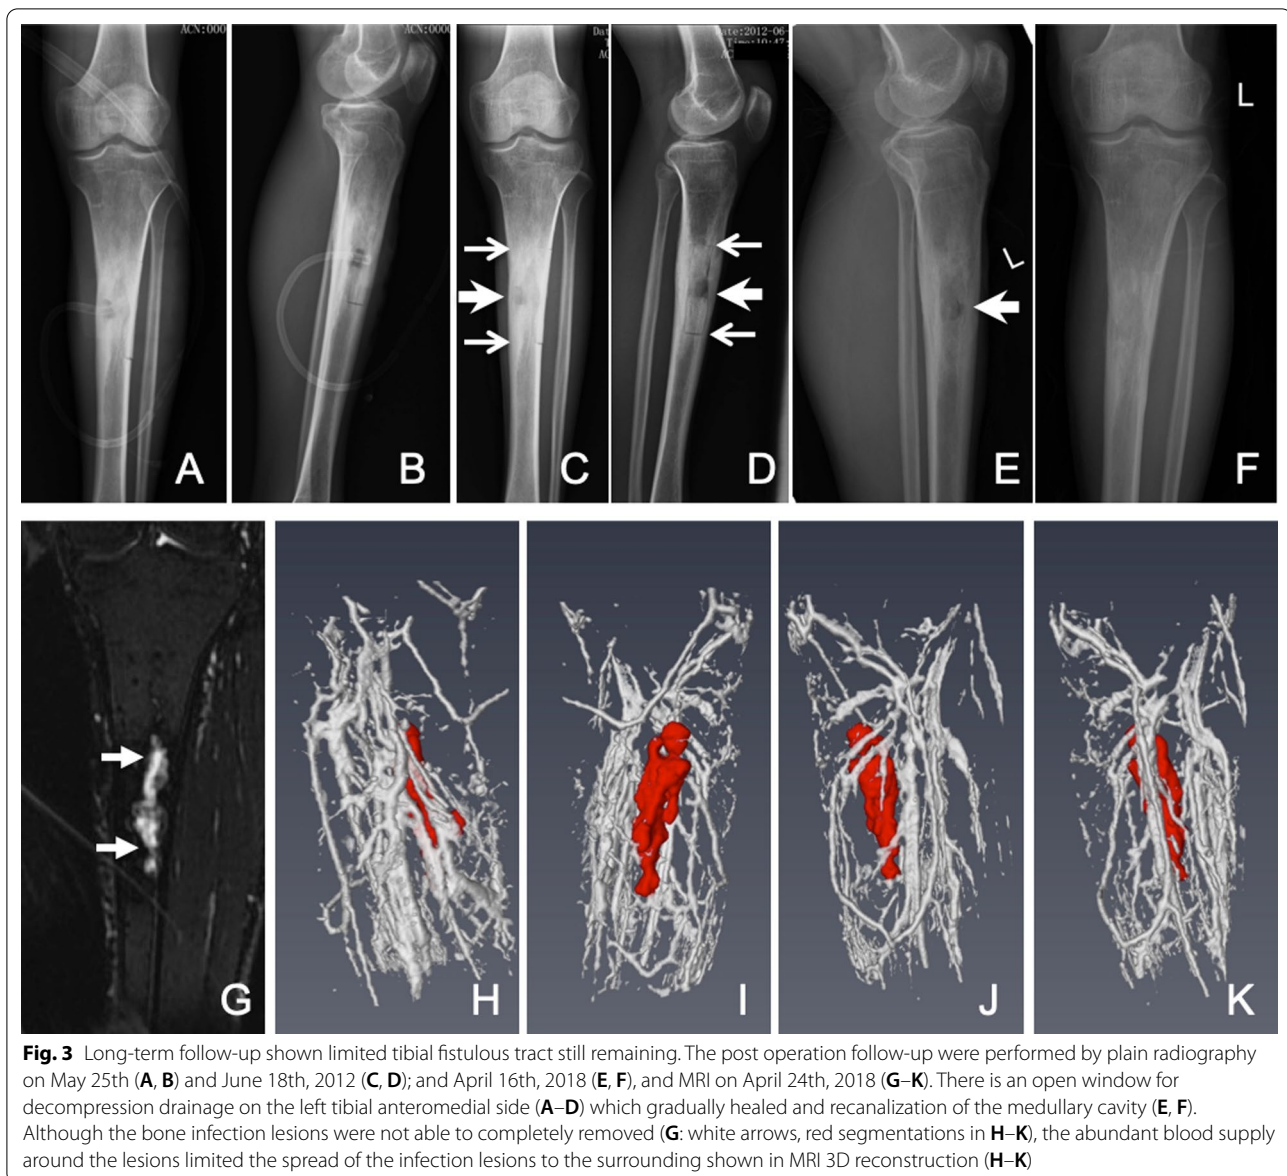 ACN:000
ACN:0000
Dat
T
AC
ate:2012-06-
Time:10:47:
AC
L
L
A
B
C
D
E
F
G
H
I
J
K
Fig. 3 Long-term follow-up shown limited tibial fistulous tract still remaining. The post operation follow-up were performed by plain radiography
on May 25th (A, B) and June 18th, 2012 (C, D); and April 16th, 2018 (E, F), and MRI on April 24th, 2018 (G–K). There is an open window for
decompression drainage on the left tibial anteromedial side (A–D) which gradually healed and recanalization of the medullary cavity (E, F).
Although the bone infection lesions were not able to completely removed (G: white arrows, red segmentations in H–K), the abundant blood supply
around the lesions limited the spread of the infection lesions to the surrounding shown in MRI 3D reconstruction (H–K)